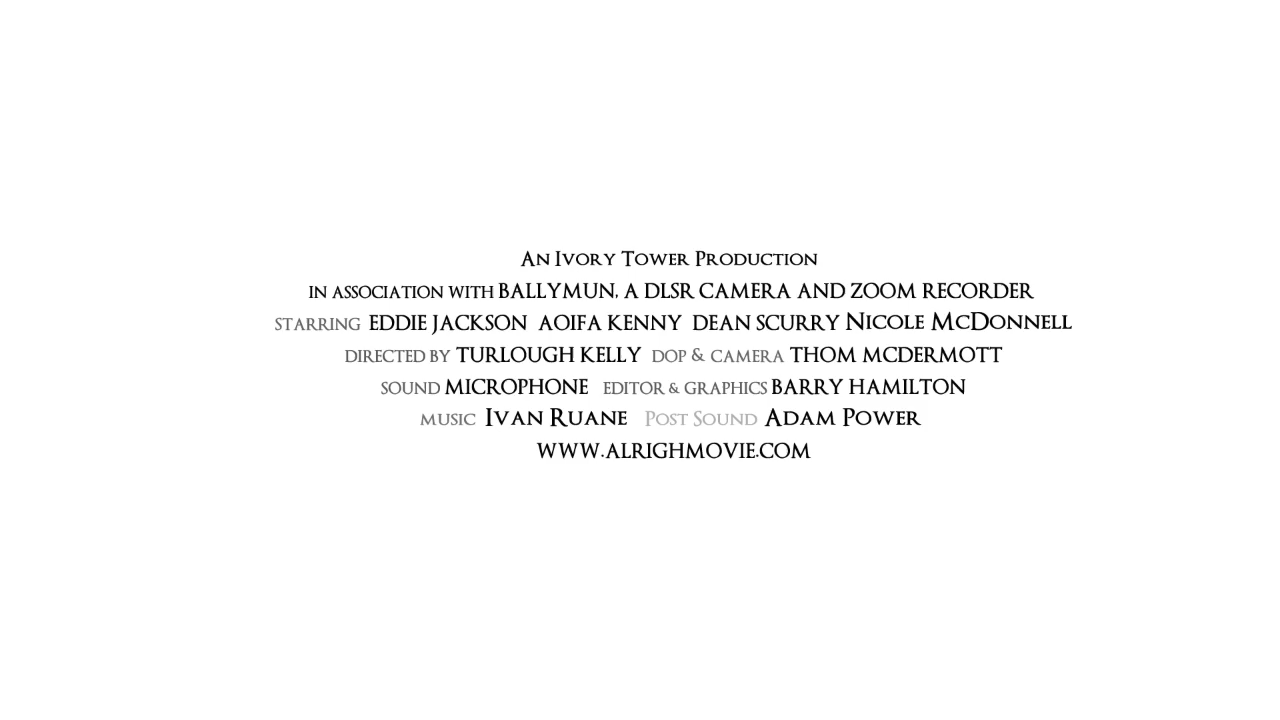 An Ivory Tower Production
IN ASSOCIATION WITH BALLYMUN, A DLSR CAMERA AND ZOOM RECORDER
STARRING EDDIE JACKSON AOIFA KENNY DEAN SCURRY Nicole McDonnell
DIRECTED BY TURLOUGH KELLY DOP & CAMERA THOM MCDERMOTT
SOUND MICROPHONE EDITOR & GRAPHICS BARRY HAMILTON
MUSIC Ivan Ruane Post Sound Adam Power
WWW.ALRIGHMOVIE.COM